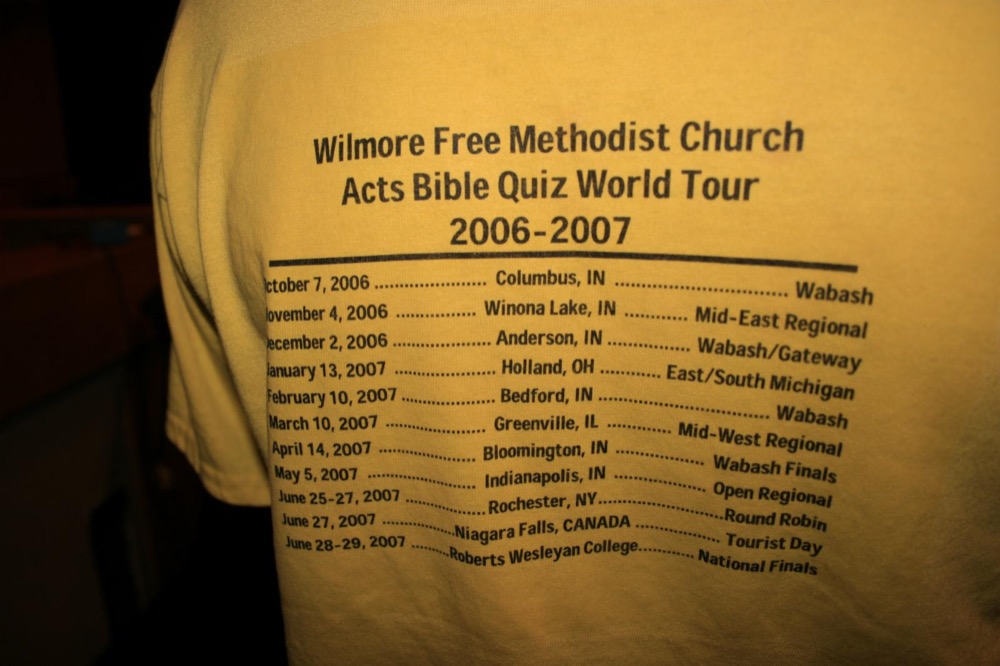 Wilmore Free Methodist Church
Acts Bible Quiz World Tour
2006-2007
ctober 7, 2006 .......................... Columbus, IN ........................................ Wabash
ovember 4, 2006 .................. Winona Lake, IN .............. Mid-East Regional
ecember 2, 2006 ...................... Anderson, IN ................... Wabash/Gateway
anuary 13, 2007 ........................ Holland, OH ............... East/South Michigan
February 10, 2007 ....................... Bedford, IN ........................................ Wabash
March 10, 2007 ....................... Greenville, IL ............... Mid-West Regional
April 14, 2007 ...................... Bloomington, IN ..................... Wabash Finals
May 5, 2007 .......................... Indianapolis, IN ..................... Open Regional
June 25-27, 2007 .................. Rochester, NY ............................. Round Robin
June 27, 2007 ................ Niagara Falls, CANADA .................... Tourist Day
June 28-29, 2007 ........ Roberts Wesleyan College ............. National Finals